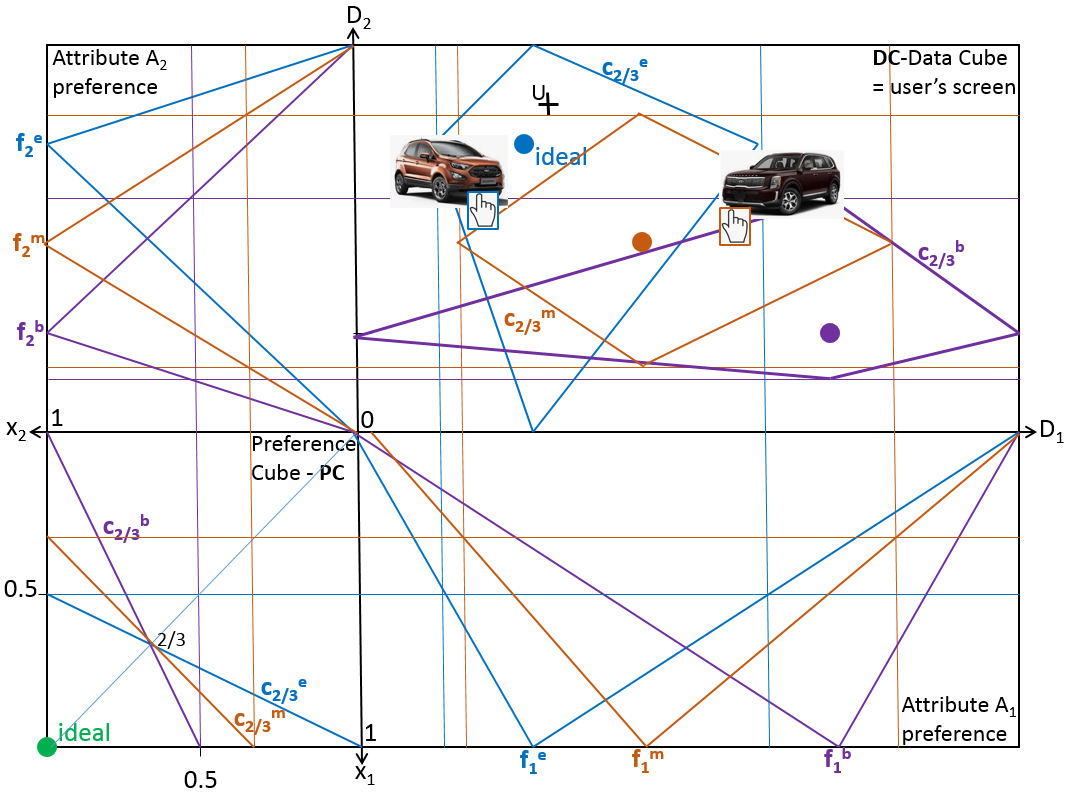 D₂
Attribute A₂
preference
DC-Data Cube
= user's screen
c₂/₃ᵉ
U
f₂ᵉ
ideal
f₂ᵐ
c₂/₃ᵇ
c₂/₃ᵐ
f₂ᵇ
1
0
x₂
D₁
Preference
Cube - PC
c₂/₃ᵇ
0.5
2/3
c₂/₃ᵉ
c₂/₃ᵐ
Attribute A₁
preference
ideal
1
0.5
x₁
f₁ᵉ
f₁ᵐ
f₁ᵇ